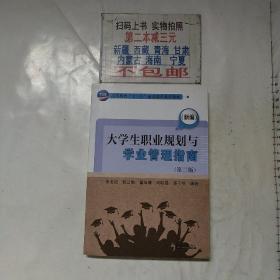 扫码上书 实物拍照
第二本减三元
新疆 西藏 青海 甘肃
内蒙古 海南 宁夏
不包邮
新编
大学生职业规划与
学业管理指南
(第二版)